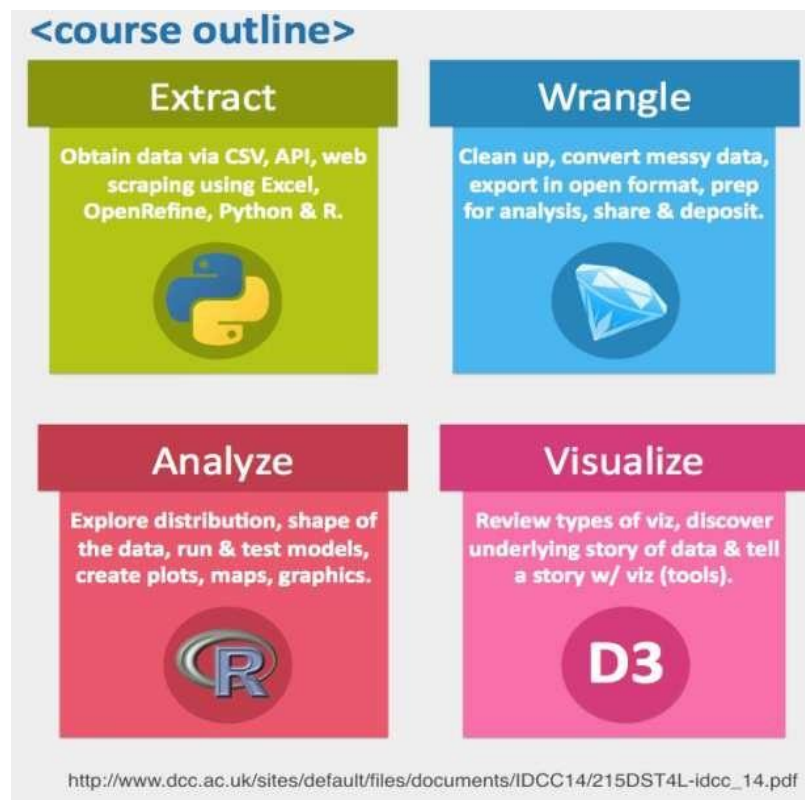 <course outline>
Extract
Obtain data via CSV, API, web
scraping using Excel,
OpenRefine, Python & R.
Wrangle
Clean up, convert messy data,
export in open format, prep
for analysis, share & deposit.
Analyze
Explore distribution, shape of
the data, run & test models,
create plots, maps, graphics.
R
Visualize
Review types of viz, discover
underlying story of data & tell
a story w/ viz (tools).
D3
http://www.dcc.ac.uk/sites/default/files/documents/IDCC14/215DST4L-idcc_14.pdf